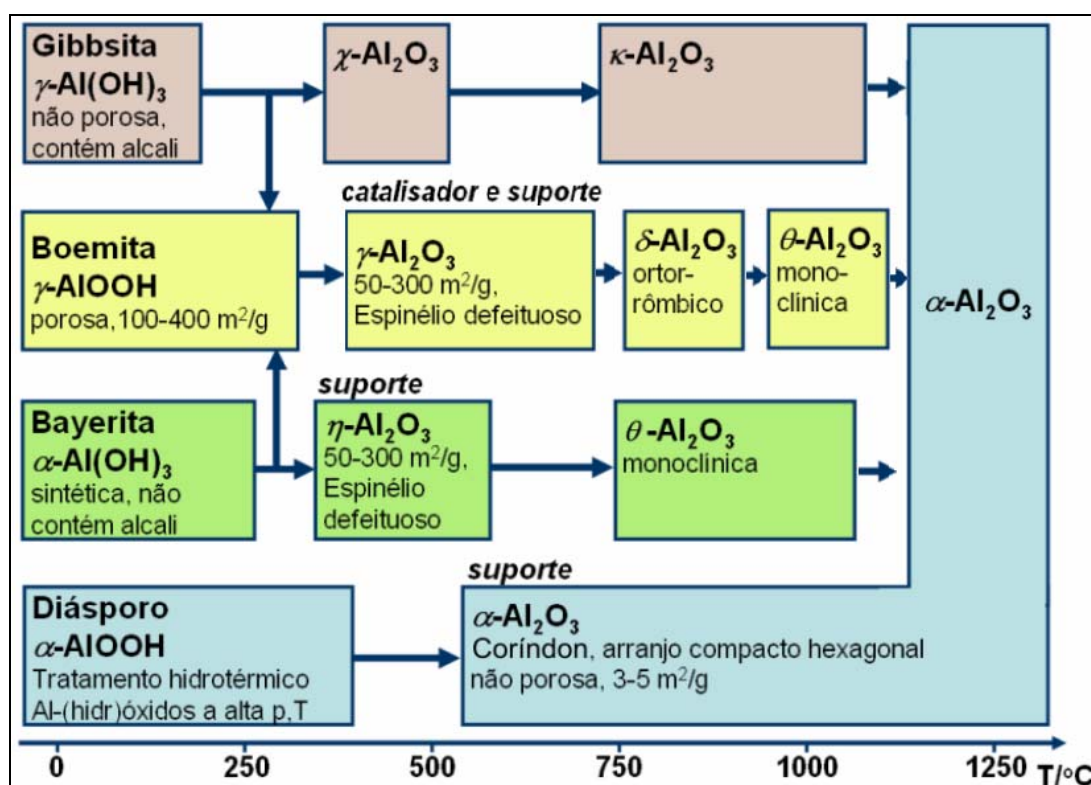 Gibbsita
γ-Al(OH)₃
não porosa,
contém alcali
χ-Al₂O₃
κ-Al₂O₃
catalisador e suporte
Boemita
γ-AlOOH
porosa,100-400 m²/g
γ-Al₂O₃
50-300 m²/g,
Espinélio defeituoso
δ-Al₂O₃
ortor-
rômbico
θ-Al₂O₃
mono-
clínica
α-Al₂O₃
Bayerita
α-Al(OH)₃
sintética, não
contém alcali
suporte
η-Al₂O₃
50-300 m²/g,
Espinélio
defeituoso
θ -Al₂O₃
monoclínica
Diásporo
α-AlOOH
Tratamento hidrotérmico
Al-(hidr)óxidos a alta p,T
suporte
α-Al₂O₃
Coríndon, arranjo compacto hexagonal
não porosa, 3-5 m²/g
0 250 500 750 1000 1250 T/°C